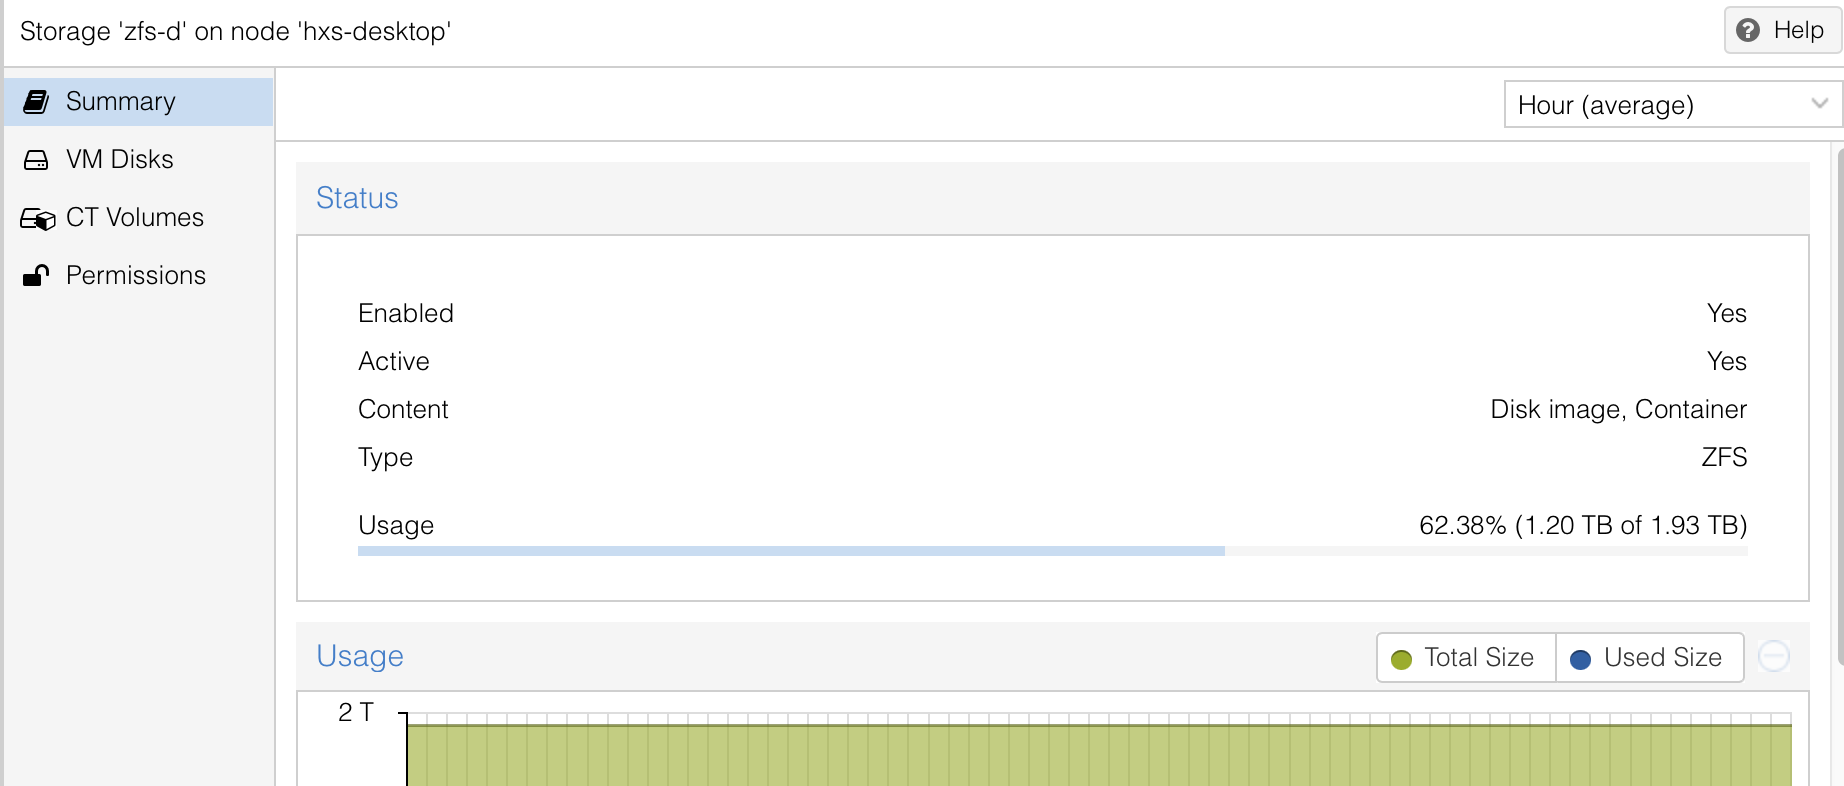 Storage 'zfs-d' on node 'hxs-desktop'
Help
Summary
Hour (average)
VM Disks
CT Volumes
Permissions
Status
Enabled Yes
Active Yes
Content Disk image, Container
Type ZFS
Usage 62.38% (1.20 TB of 1.93 TB)
Usage
Total Size
Used Size
2 T